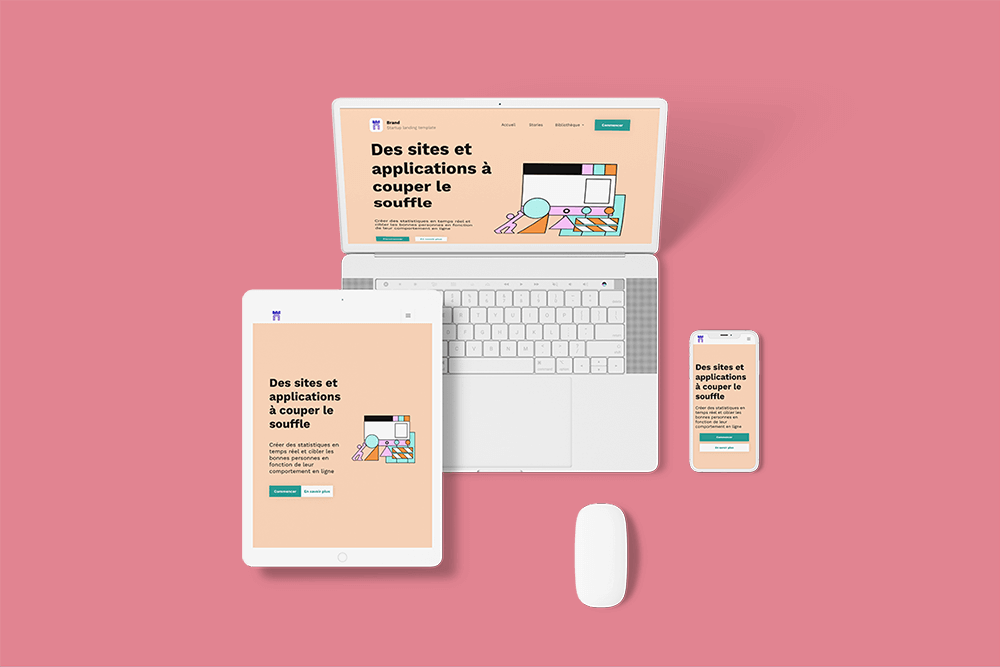 Brand
Startup landing template
Accueil
Stories
Bibliothèque
Commencer
Des sites et
applications à
couper le
souffle
Créer des statistiques en temps réel et
cibler les bonnes personnes en fonction
de leur comportement en ligne
Commencer
En savoir plus
Des sites et
applications
à couper le
souffle
Créer des statistiques en
temps réel et cibler les
bonnes personnes en
fonction de leur
comportement en ligne
Commencer
En savoir plus
Des sites et
applications
à couper le
souffle
Créer des statistiques en
temps réel et cibler les
bonnes personnes en
fonction de leur
comportement en ligne
Commencer
En savoir plus